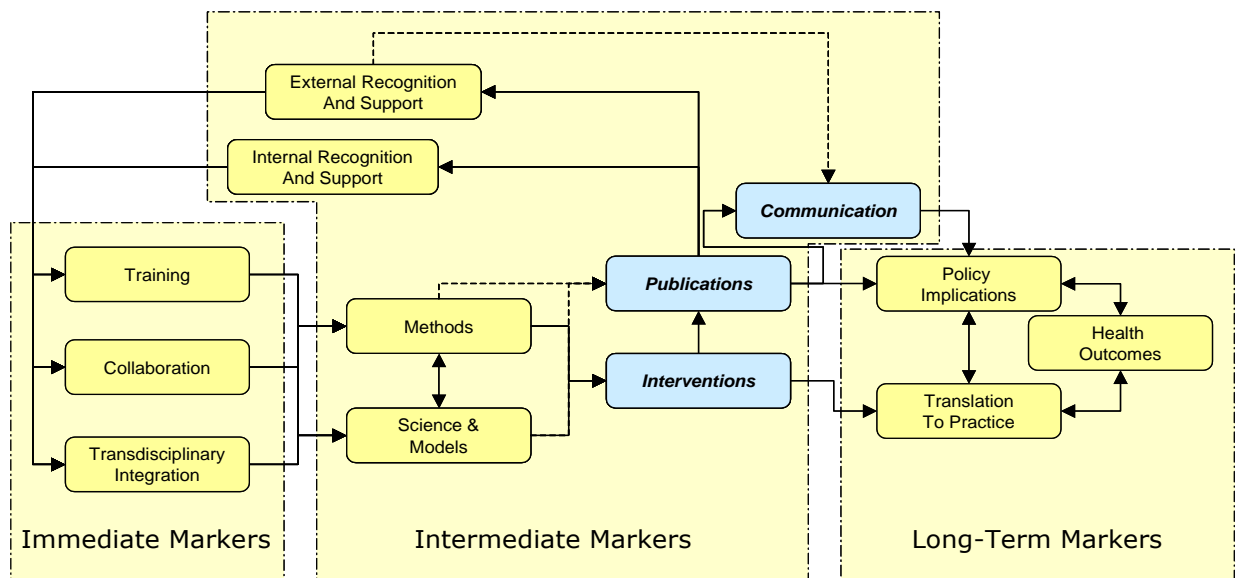 External Recognition
And Support
Internal Recognition
And Support
Communication
Training
Collaboration
Transdisciplinary
Integration
Methods
Science &
Models
Publications
Interventions
Policy
Implications
Health
Outcomes
Translation
To Practice
Immediate Markers
Intermediate Markers
Long-Term Markers